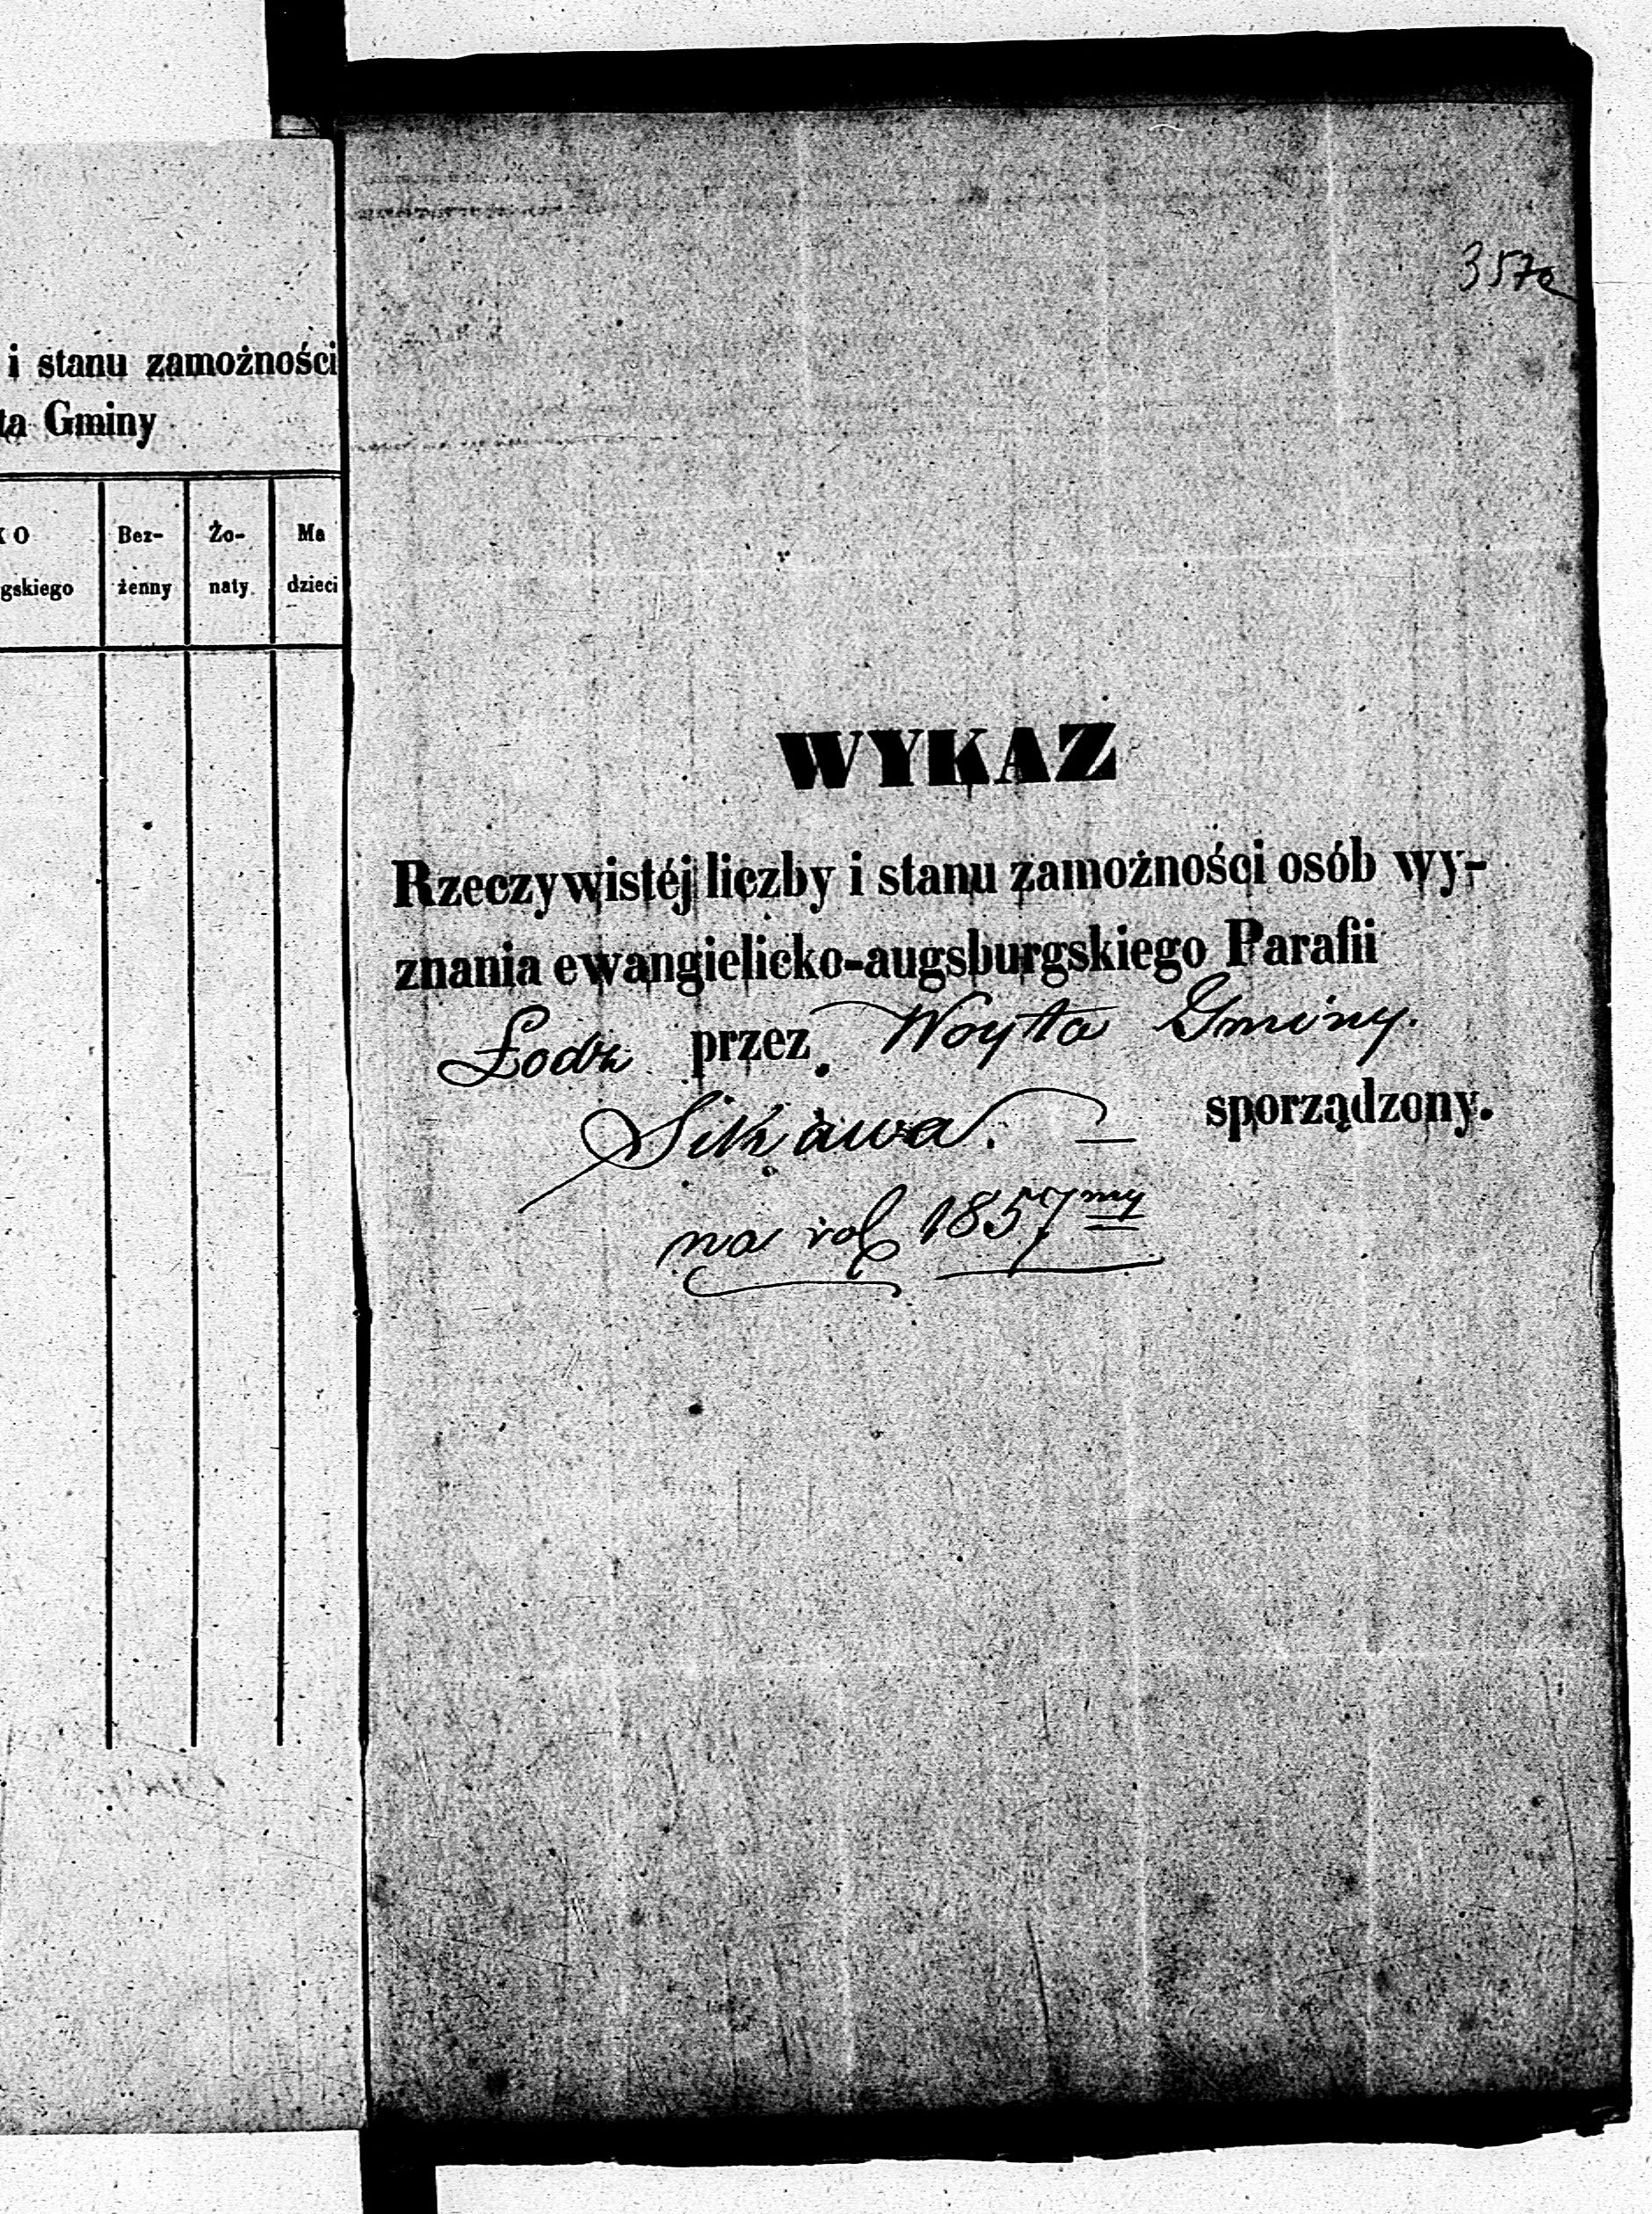 i stanu zamożności
ta Gminy
KO
gskiego
Bez-
żenny
Żo-
naty
Ma
dzieci
357a
WYKAZ
Rzeczywistéj liczby i stanu zamożności osób wy-
znania ewangielicko-augsburgskiego Parafii
Łodz przez Woyta Gminy.
Sikawa. — sporządzony.
na rok 1857my